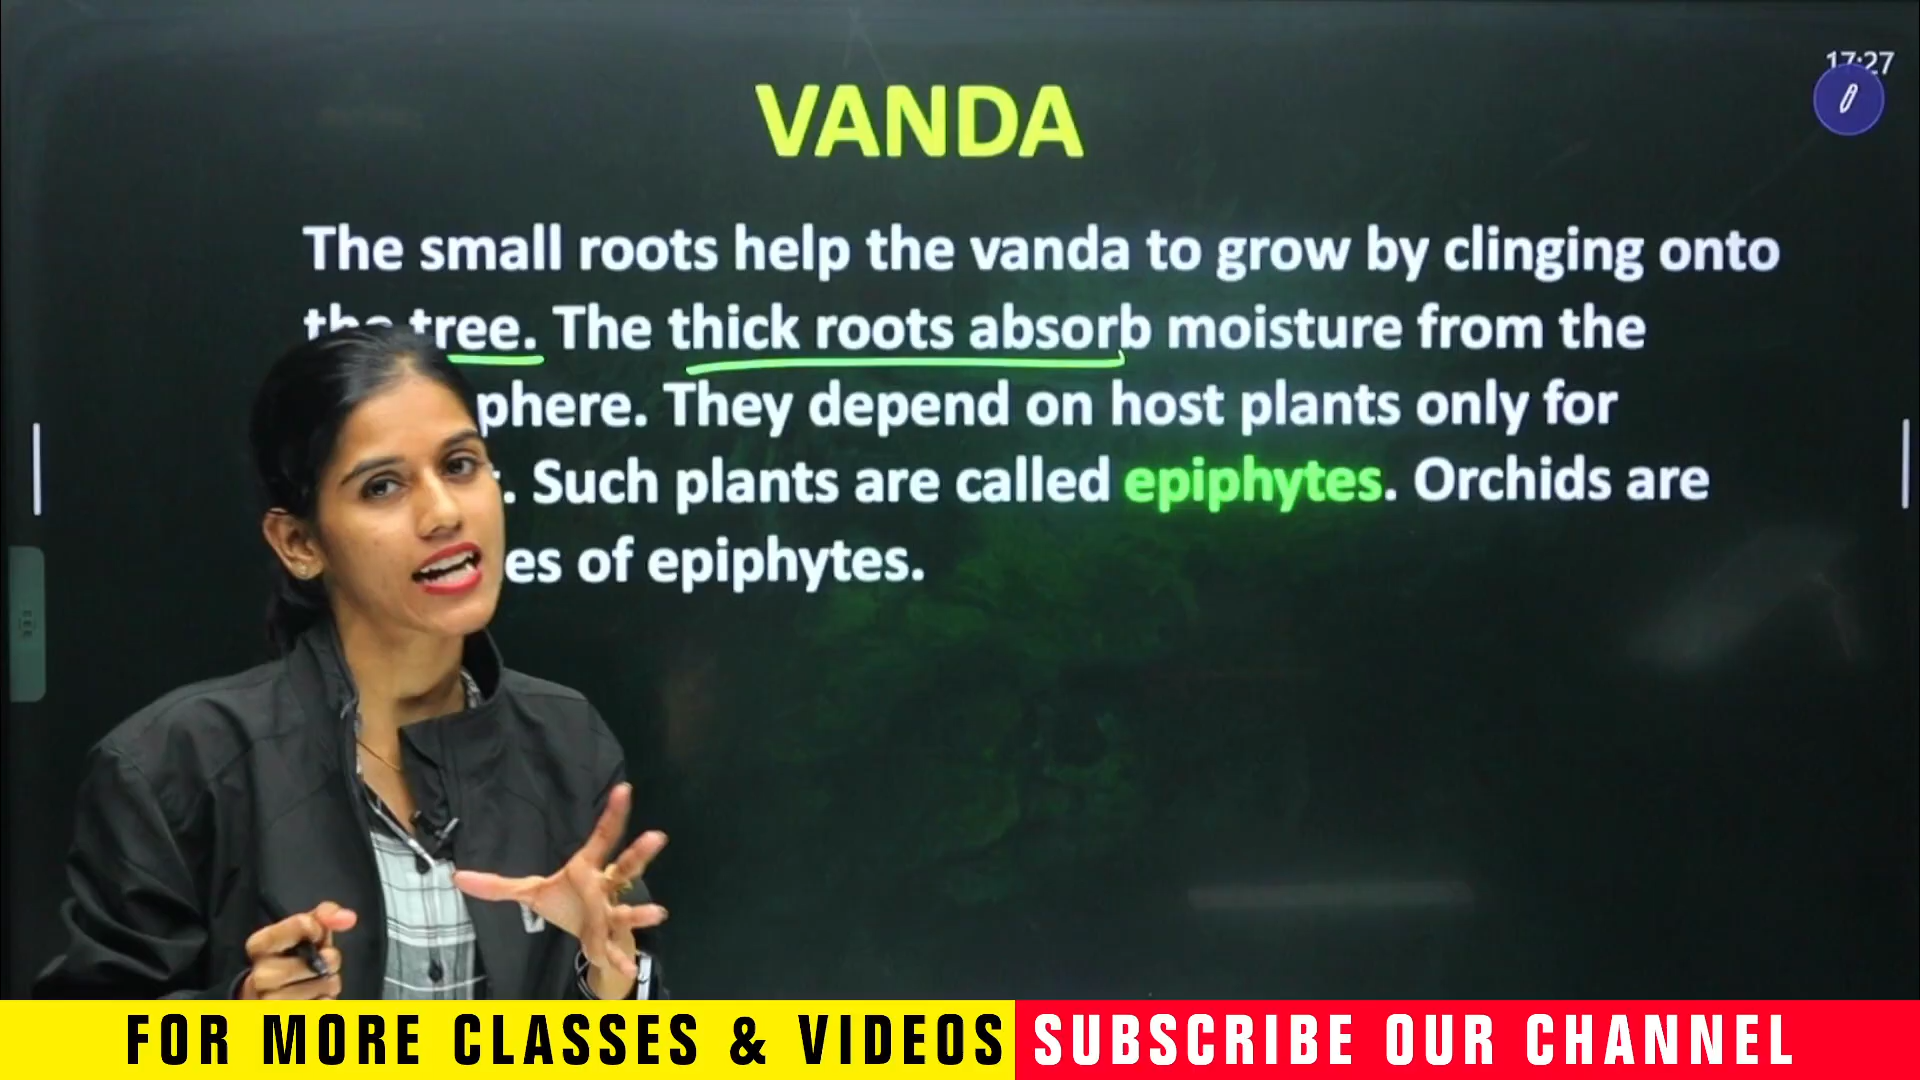 17:27
VANDA
The small roots help the vanda to grow by clinging onto
the tree. The thick roots absorb moisture from the
phere. They depend on host plants only for
. Such plants are called epiphytes. Orchids are
es of epiphytes.
FOR MORE CLASSES & VIDEOS SUBSCRIBE OUR CHANNEL